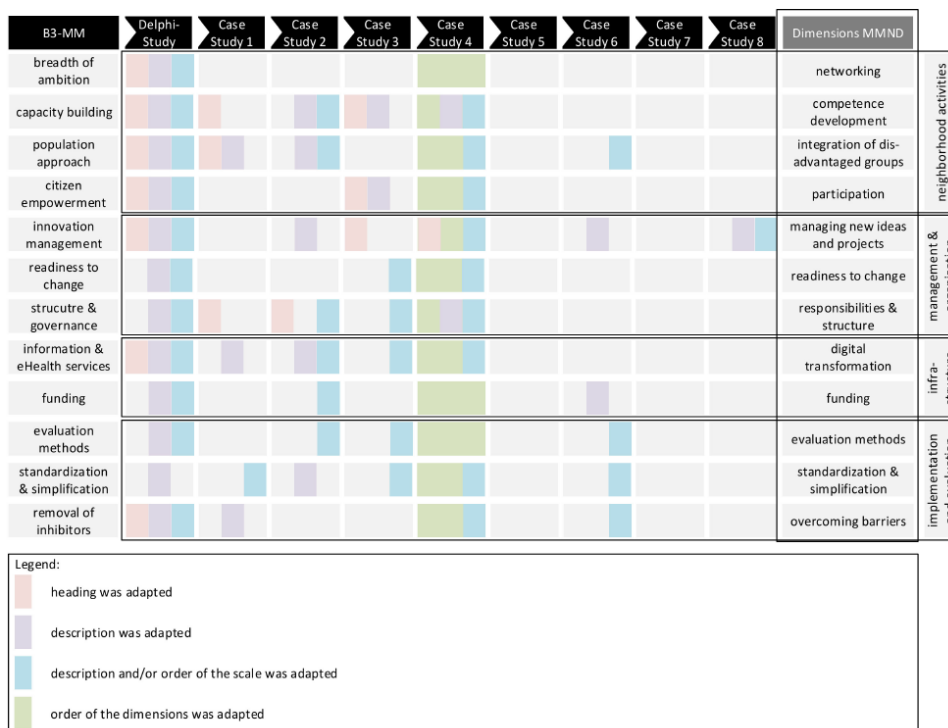 B3-MM
Delphi-
Study
Case
Study 1
Case
Study 2
Case
Study 3
Case
Study 4
Case
Study 5
Case
Study 6
Case
Study 7
Case
Study 8
Dimensions MMND
breadth of
ambition
networking
capacity building
competence
development
population
approach
integration of dis-
advantaged groups
citizen
empowerment
participation
neighborhood activities
innovation
management
managing new ideas
and projects
readiness to
change
readiness to change
strucutre &
governance
responsibilities &
structure
management &
information &
eHealth services
digital
transformation
funding
funding
infra-
evaluation
methods
evaluation methods
standardization
& simplification
standardization &
simplification
removal of
inhibitors
overcoming barriers
implementation
Legend:
heading was adapted
description was adapted
description and/or order of the scale was adapted
order of the dimensions was adapted